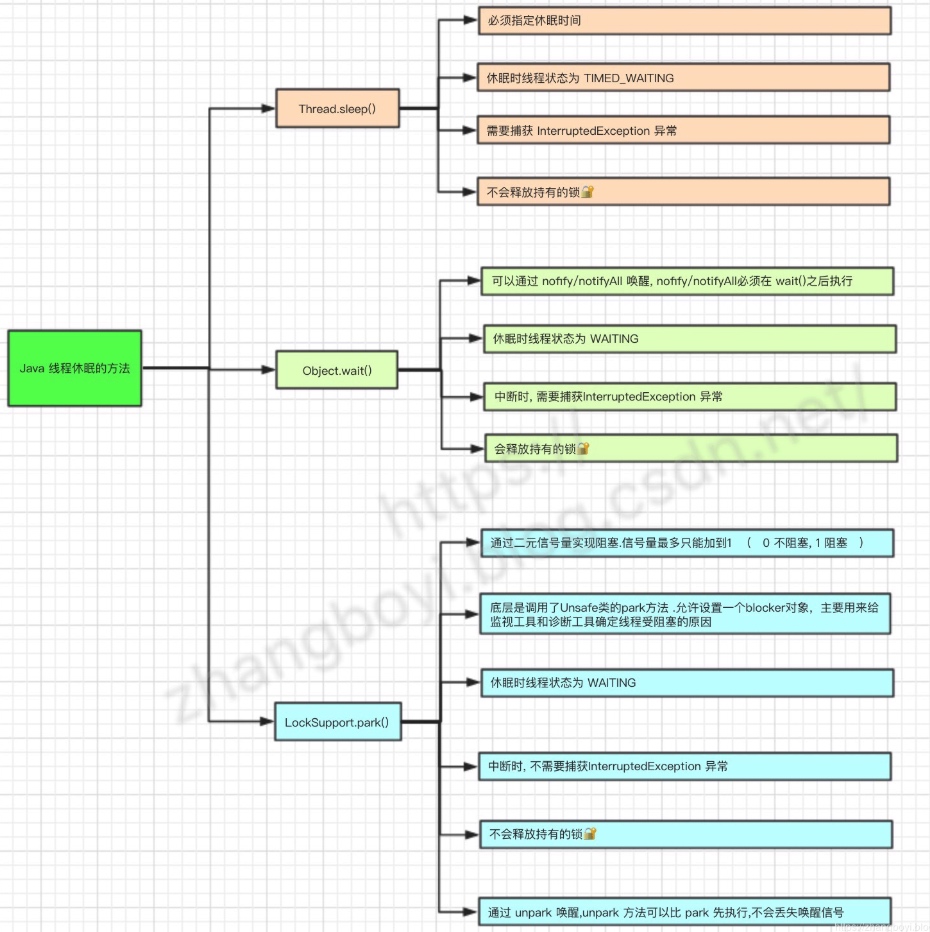 Java 线程休眠的方法
Thread.sleep()
必须指定休眠时间
休眠时线程状态为 TIMED_WAITING
需要捕获 InterruptedException 异常
不会释放持有的锁🔐
Object.wait()
可以通过 nofify/notifyAll 唤醒, nofify/notifyAll必须在 wait()之后执行
休眠时线程状态为 WAITING
中断时, 需要捕获InterruptedException 异常
会释放持有的锁🔐
LockSupport.park()
通过二元信号量实现阻塞.信号量最多只能加到1 （ 0 不阻塞, 1 阻塞 ）
底层是调用了Unsafe类的park方法 .允许设置一个blocker对象，主要用来给
监视工具和诊断工具确定线程受阻塞的原因
休眠时线程状态为 WAITING
中断时, 不需要捕获InterruptedException 异常
不会释放持有的锁🔐
通过 unpark 唤醒,unpark 方法可以比 park 先执行,不会丢失唤醒信号
https://
zhangboyi.blog.csdn.net/